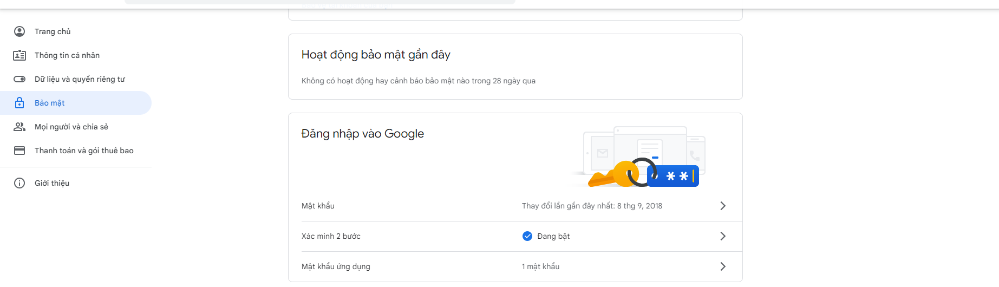 Trang chủ
Thông tin cá nhân
Dữ liệu và quyền riêng tư
Bảo mật
Mọi người và chia sẻ
Thanh toán và gói thuê bao
Giới thiệu
Hoạt động bảo mật gần đây
Không có hoạt động hay cảnh báo bảo mật nào trong 28 ngày qua
Đăng nhập vào Google
Mật khẩu
Thay đổi lần gần đây nhất: 8 thg 9, 2018
Xác minh 2 bước
Đang bật
Mật khẩu ứng dụng
1 mật khẩu